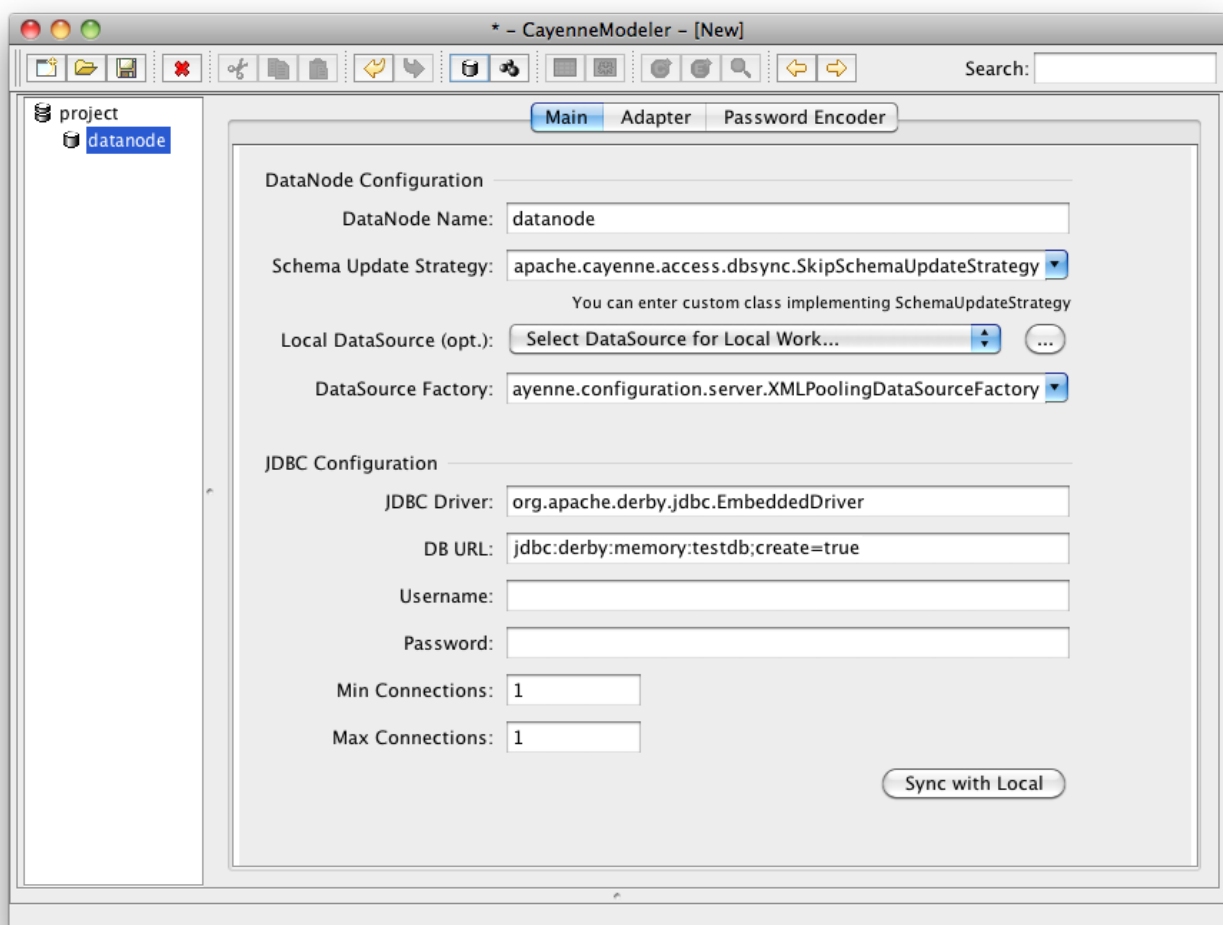 * – CayenneModeler – [New]
Search:
project
datanode
Main Adapter Password Encoder
DataNode Configuration
DataNode Name: datanode
Schema Update Strategy: apache.cayenne.access.dbsync.SkipSchemaUpdateStrategy
You can enter custom class implementing SchemaUpdateStrategy
Local DataSource (opt.): Select DataSource for Local Work... ...
DataSource Factory: ayenne.configuration.server.XMLPoolingDataSourceFactory
JDBC Configuration
JDBC Driver: org.apache.derby.jdbc.EmbeddedDriver
DB URL: jdbc:derby:memory:testdb;create=true
Username:
Password:
Min Connections: 1
Max Connections: 1
Sync with Local